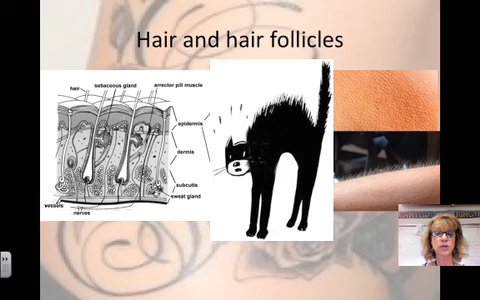 Hair and hair follicles
hair
sebaceous gland
arrector pili muscle
epidermis
dermis
subcutis
sweat gland
vessels
nerves